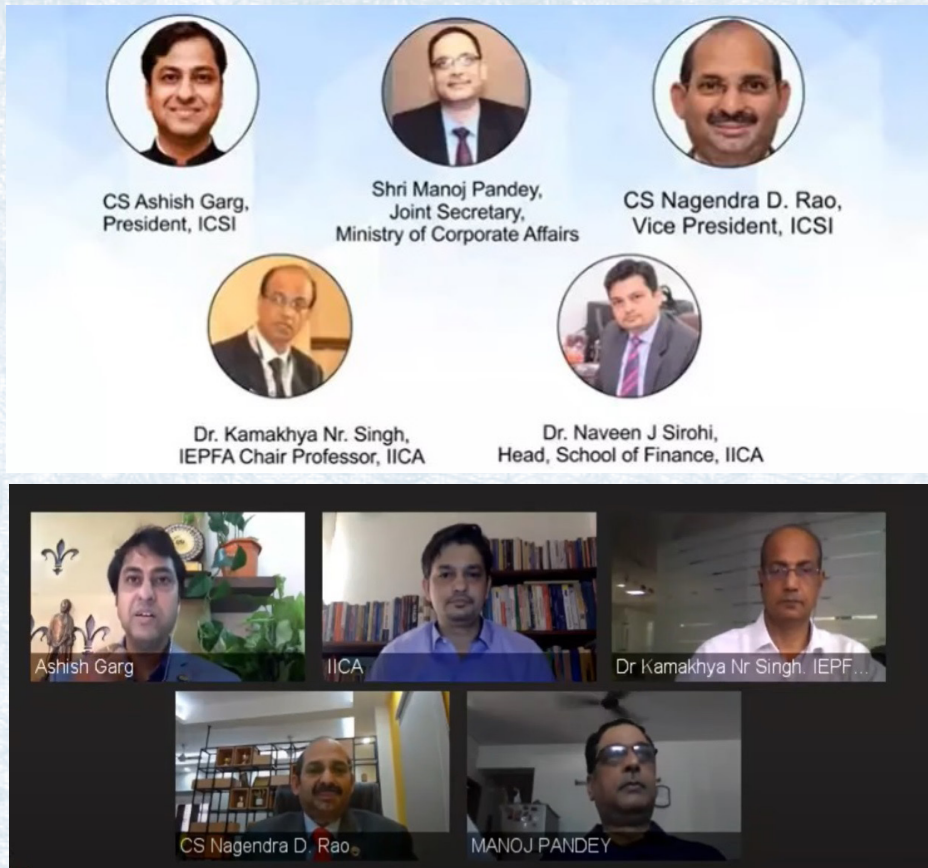 CS Ashish Garg,
President, ICSI
Shri Manoj Pandey,
Joint Secretary,
Ministry of Corporate Affairs
CS Nagendra D. Rao,
Vice President, ICSI
Dr. Kamakhya Nr. Singh,
IEPFA Chair Professor, IICA
Dr. Naveen J Sirohi,
Head, School of Finance, IICA
Ashish Garg
IICA
Dr Kamakhya Nr Singh. IEPF...
CS Nagendra D. Rao
MANOJ PANDEY